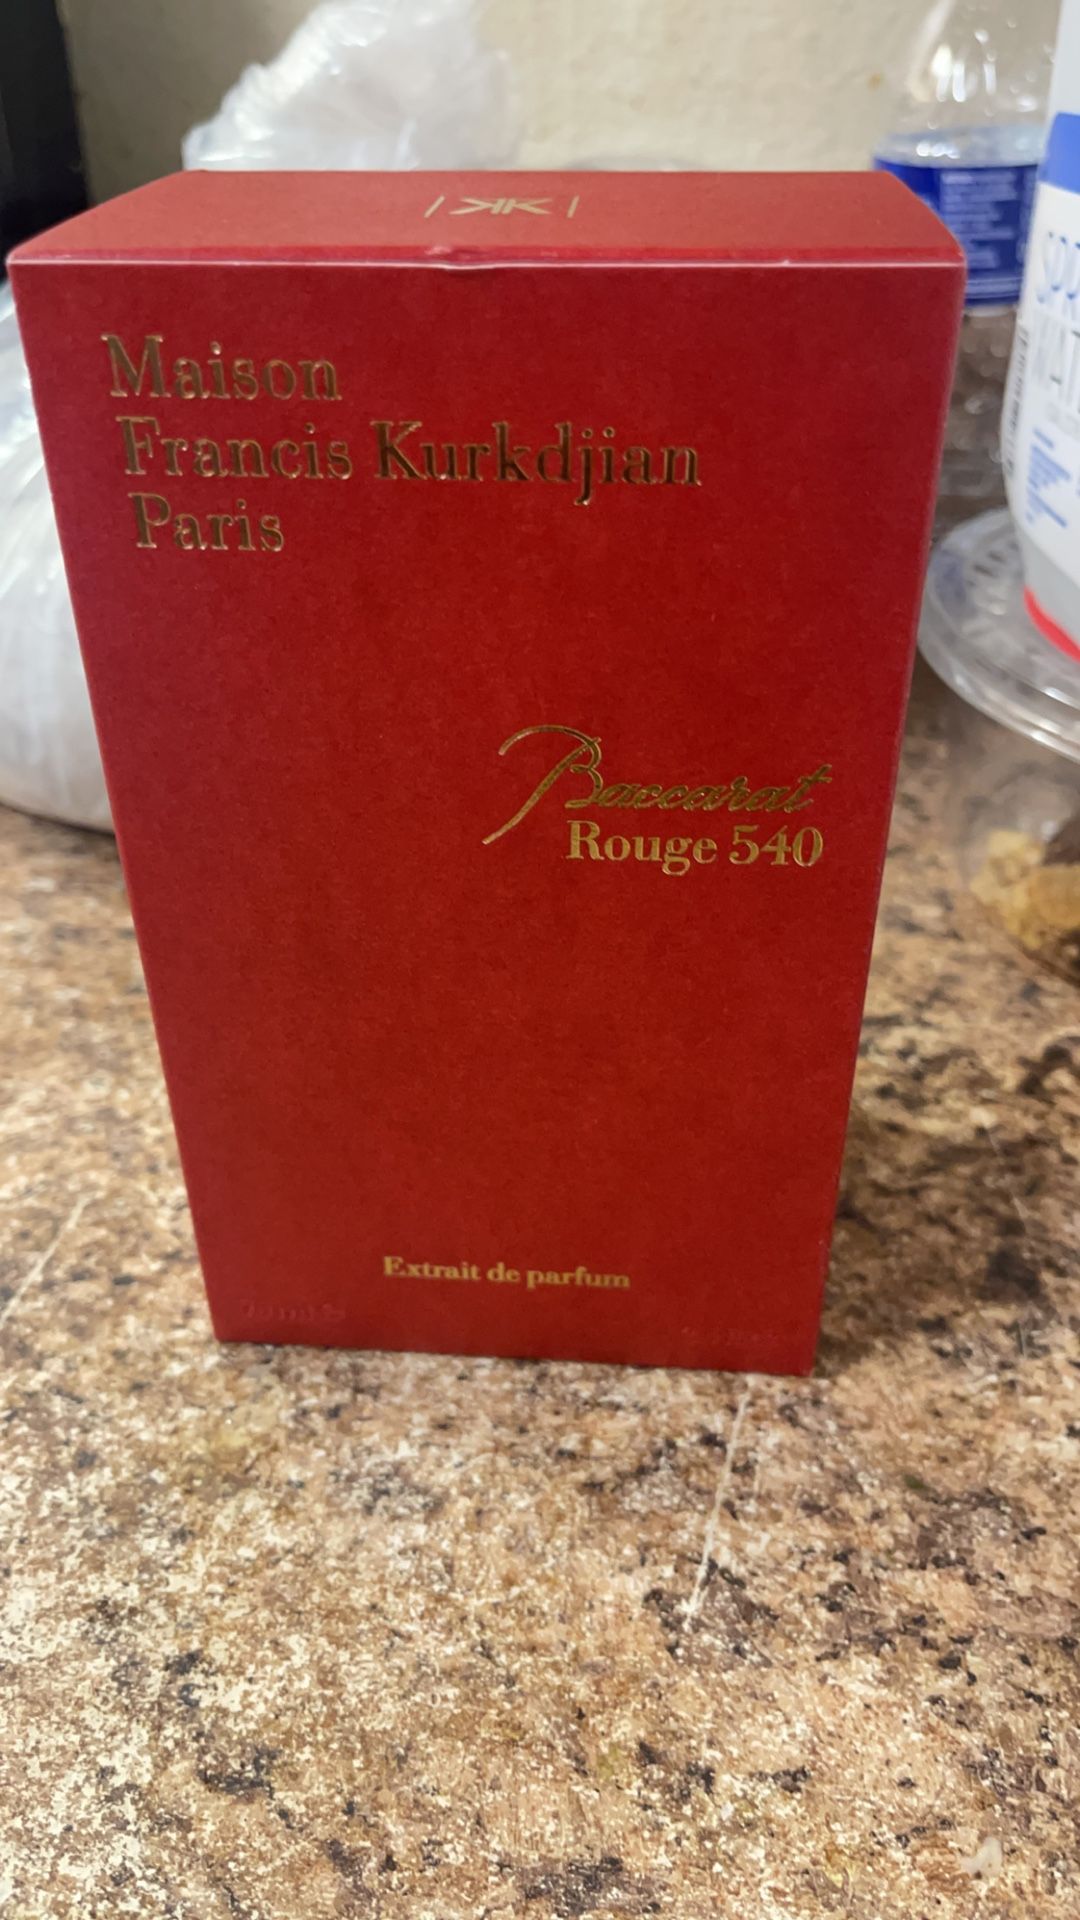 Maison
Francis Kurkdjian
Paris
Baccarat
Rouge 540
Extrait de parfum